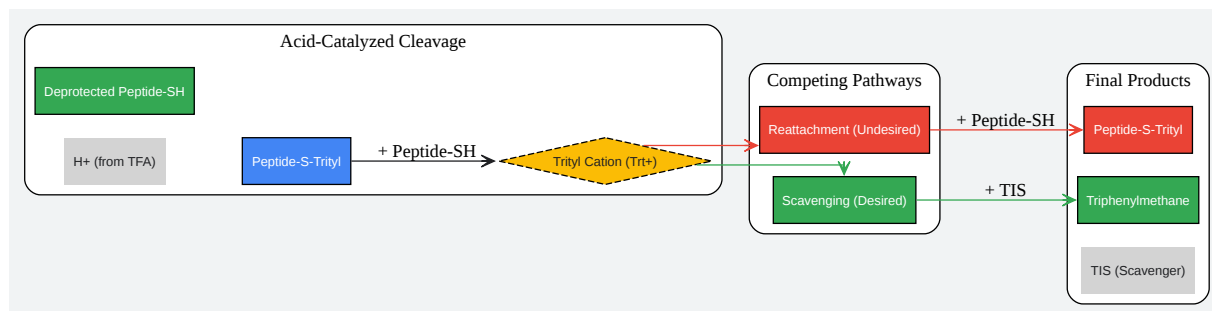 Acid-Catalyzed Cleavage
Deprotected Peptide-SH
H+ (from TFA)
Peptide-S-Trityl
+ Peptide-SH
Trityl Cation (Trt+)
Competing Pathways
Reattachment (Undesired)
Scavenging (Desired)
+ Peptide-SH
+ TIS
Final Products
Peptide-S-Trityl
Triphenylmethane
TIS (Scavenger)